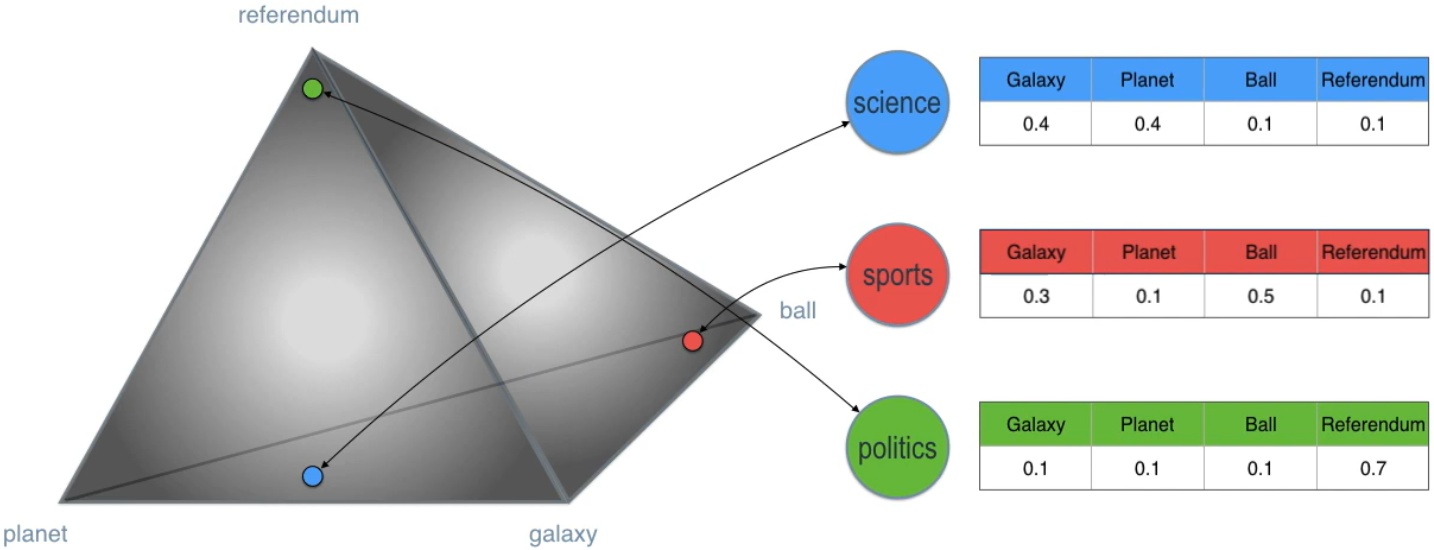 referendum
ball
planet
galaxy
science
Galaxy Planet Ball Referendum
0.4 0.4 0.1 0.1
sports
Galaxy Planet Ball Referendum
0.3 0.1 0.5 0.1
politics
Galaxy Planet Ball Referendum
0.1 0.1 0.1 0.7